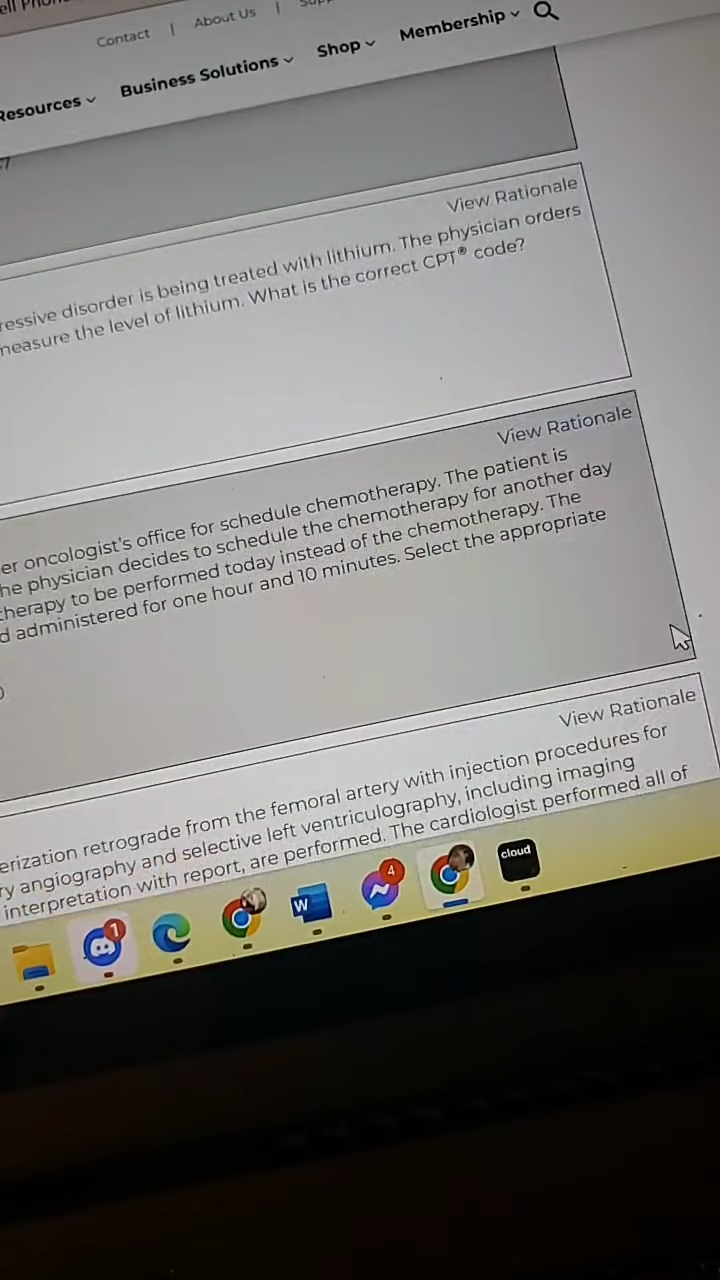 Contact | About Us |
Resources Business Solutions Shop Membership
View Rationale
disorder is being treated with lithium. The physician orders
measure the level of lithium. What is the correct CPT® code?
View Rationale
er oncologist's office for schedule chemotherapy. The patient is
he physician decides to schedule the chemotherapy for another day
therapy to be performed today instead of the chemotherapy. The
d administered for one hour and 10 minutes. Select the appropriate
View Rationale
erization retrograde from the femoral artery with injection procedures for
ry angiography and selective left ventriculography, including imaging
interpretation with report, are performed. The cardiologist performed all of
1
W
4
cloud